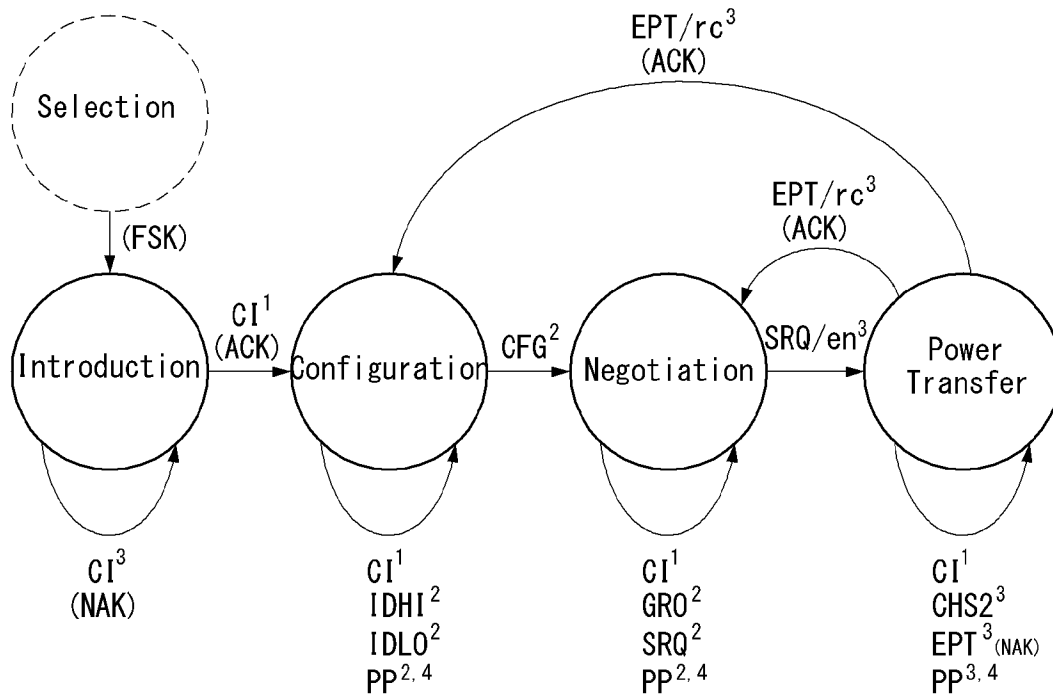 EPT/rc³
(ACK)
Selection
EPT/rc³
(ACK)
(FSK)
CI¹
(ACK)
CFG²
SRQ/en³
Introduction
Configuration
Negotiation
Power
Transfer
CI³
(NAK)
CI¹
IDHI²
IDLO²
PP²,⁴
CI¹
GRO²
SRQ²
PP²,⁴
CI¹
CHS2³
EPT³(NAK)
PP³,⁴